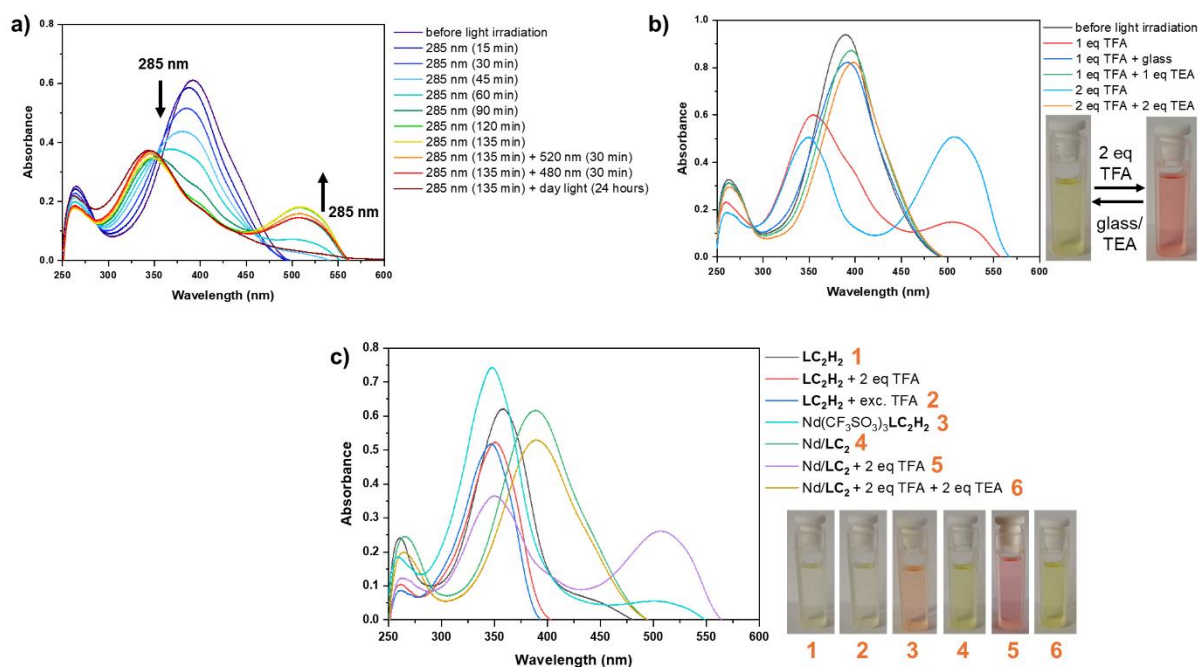 a)
0.8
0.6
0.4
0.2
0.0
Absorbance
285 nm
285 nm
250 300 350 400 450 500 550 600
Wavelength (nm)
before light irradiation
285 nm (15 min)
285 nm (30 min)
285 nm (45 min)
285 nm (60 min)
285 nm (90 min)
285 nm (120 min)
285 nm (135 min)
285 nm (135 min) + 520 nm (30 min)
285 nm (135 min) + 480 nm (30 min)
285 nm (135 min) + day light (24 hours)
b)
1.0
0.8
0.6
0.4
0.2
0.0
Absorbance
250 300 350 400 450 500 550 600
Wavelength (nm)
before light irradiation
1 eq TFA
1 eq TFA + glass
1 eq TFA + 1 eq TEA
2 eq TFA
2 eq TFA + 2 eq TEA
2 eq
TFA
glass/
TEA
c)
0.8
0.7
0.6
0.5
0.4
0.3
0.2
0.1
0.0
Absorbance
250 300 350 400 450 500 550 600
Wavelength (nm)
LC₂H₂ 1
LC₂H₂ + 2 eq TFA
LC₂H₂ + exc. TFA 2
Nd(CF₃SO₃)₃LC₂H₂ 3
Nd/LC₂ 4
Nd/LC₂ + 2 eq TFA 5
Nd/LC₂ + 2 eq TFA + 2 eq TEA 6
1 2 3 4 5 6